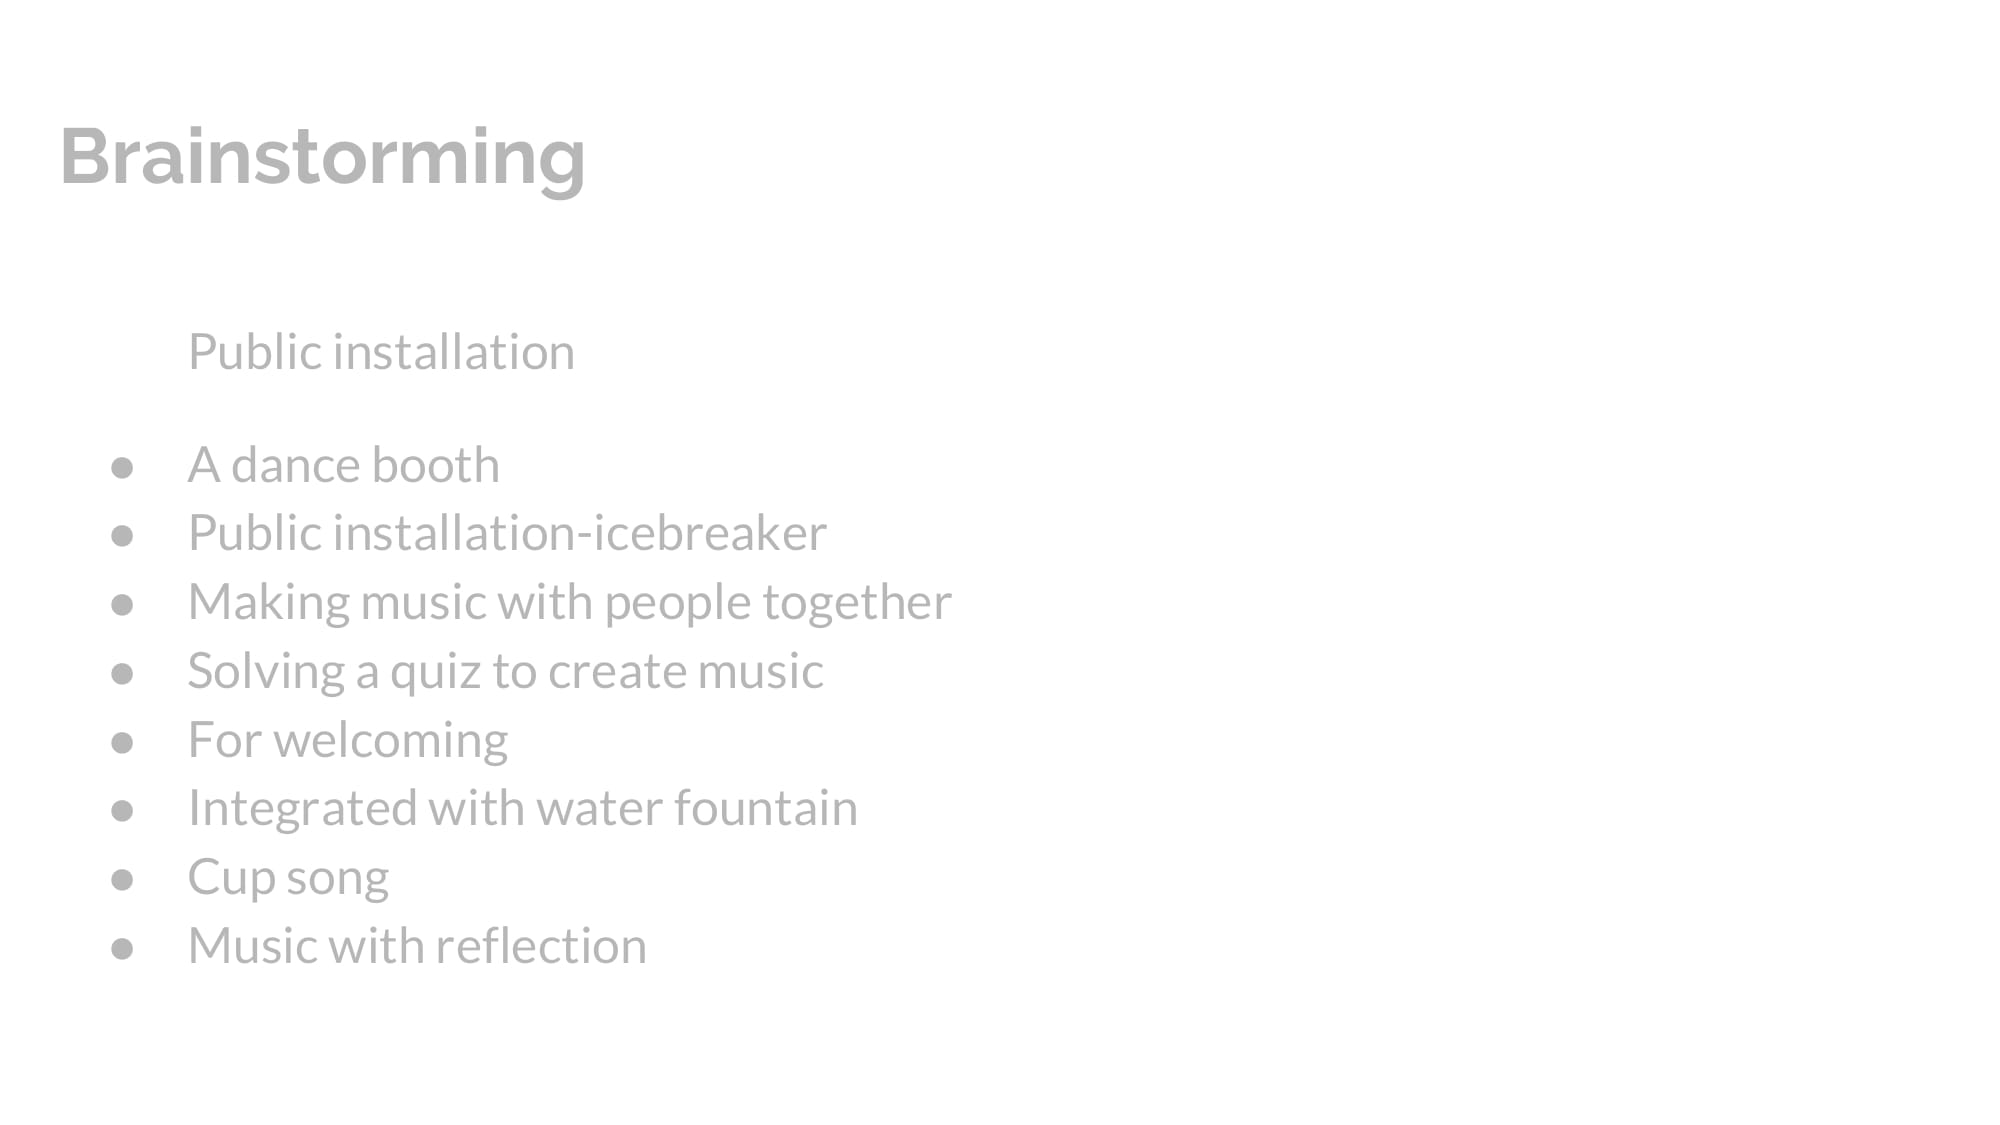 Brainstorming
Public installation
● A dance booth
● Public installation-icebreaker
● Making music with people together
● Solving a quiz to create music
● For welcoming
● Integrated with water fountain
● Cup song
● Music with reflection